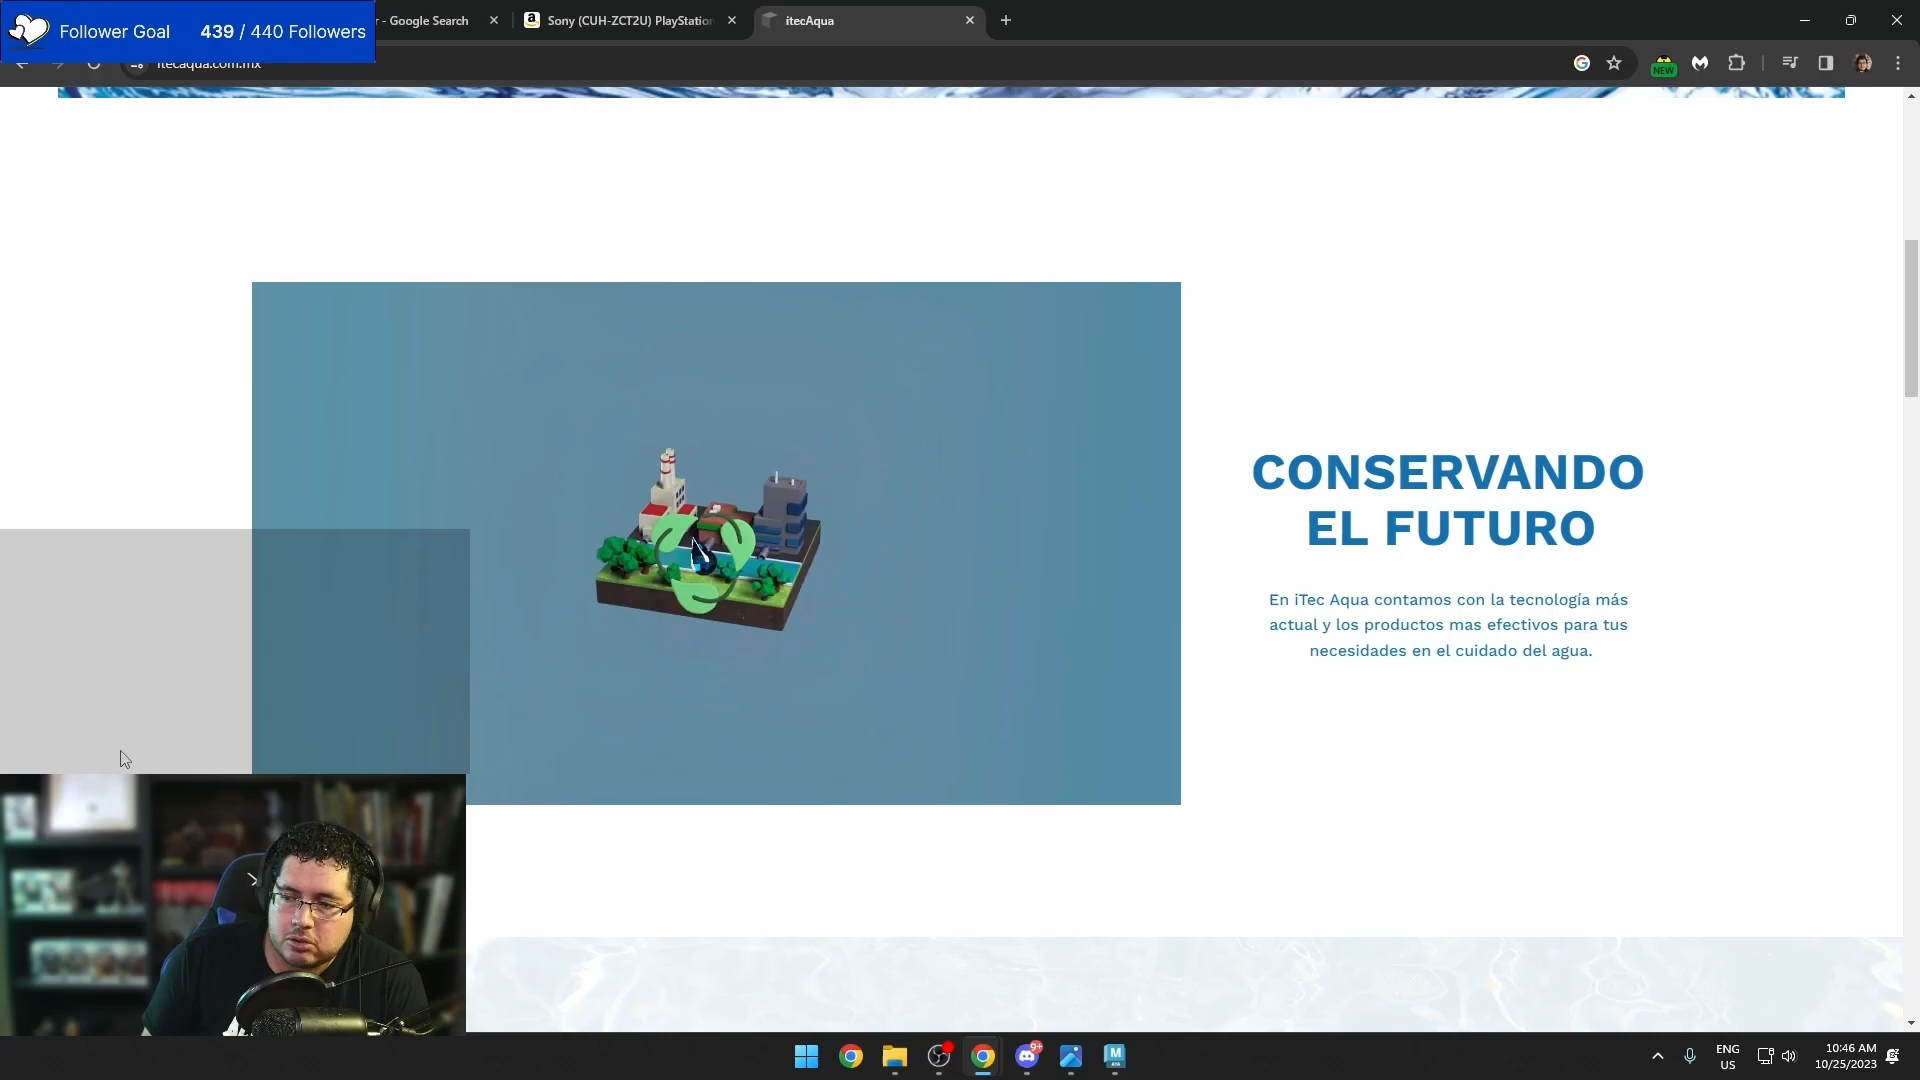 Follower Goal 439 / 440 Followers
r - Google Search
Sony (CUH-ZCT2U) PlayStation
itecAqua
itecaqua.com.mx
NEW
CONSERVANDO
EL FUTURO
En iTec Aqua contamos con la tecnología más
actual y los productos mas efectivos para tus
necesidades en el cuidado del agua.
9+
M
ENG
US
10:46 AM
10/25/2023